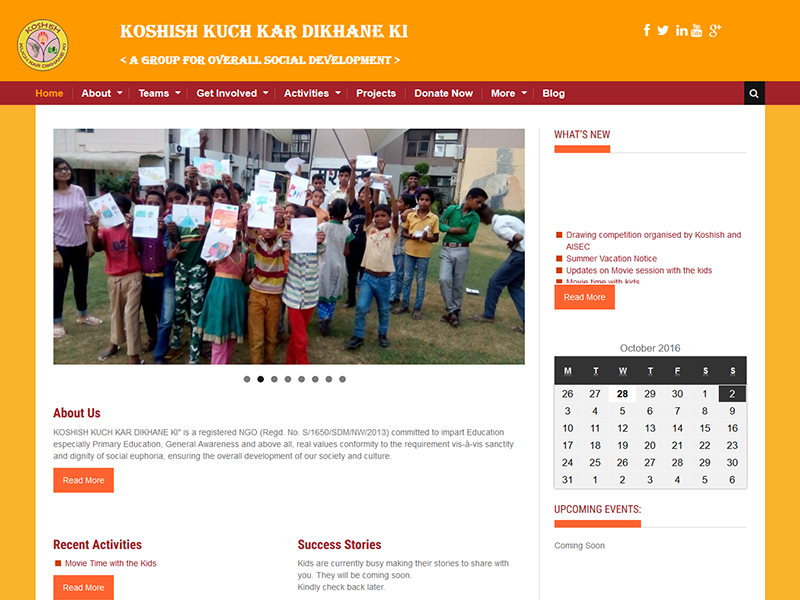 KOSHISH
KUCH KAR DIKHANE KI
KOSHISH KUCH KAR DIKHANE KI
< A GROUP FOR OVERALL SOCIAL DEVELOPMENT >
Home About Teams Get Involved Activities Projects Donate Now More Blog
WHAT'S NEW
Drawing competition organised by Koshish and
AISEC
Summer Vacation Notice
Updates on Movie session with the kids
Movie time with kids
Read More
October 2016
M T W T F S S
26 27 28 29 30 1 2
3 4 5 6 7 8 9
10 11 12 13 14 15 16
17 18 19 20 21 22 23
24 25 26 27 28 29 30
31 1 2 3 4 5 6
UPCOMING EVENTS:
Coming Soon
About Us
KOSHISH KUCH KAR DIKHANE KI" is a registered NGO (Regd. No. S/1650/SDM/NW/2013) committed to impart Education
especially Primary Education, General Awareness and above all, real values conformity to the requirement vis-à-vis sanctity
and dignity of social euphoria, ensuring the overall development of our society and culture.
Read More
Recent Activities
Movie Time with the Kids
Read More
Success Stories
Kids are currently busy making their stories to share with
you. They will be coming soon.
Kindly check back later.